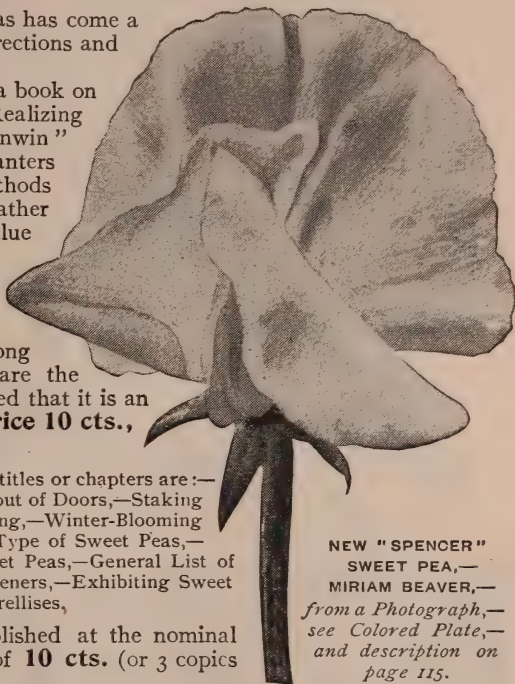 as has come a
rections and
a book on
Realizing
nwin"
anters
thods
ather
lue
ong
are the
ed that it is an
rice 10 cts.,
titles or chapters are:—
out of Doors,—Staking
ng,—Winter-Blooming
Type of Sweet Peas,—
et Peas,—General List of
eners,—Exhibiting Sweet
rellises,
lished at the nominal
of 10 cts. (or 3 copies
NEW "SPENCER"
SWEET PEA,—
MIRIAM BEAVER,—
from a Photograph,—
see Colored Plate,—
and description on
page 115.